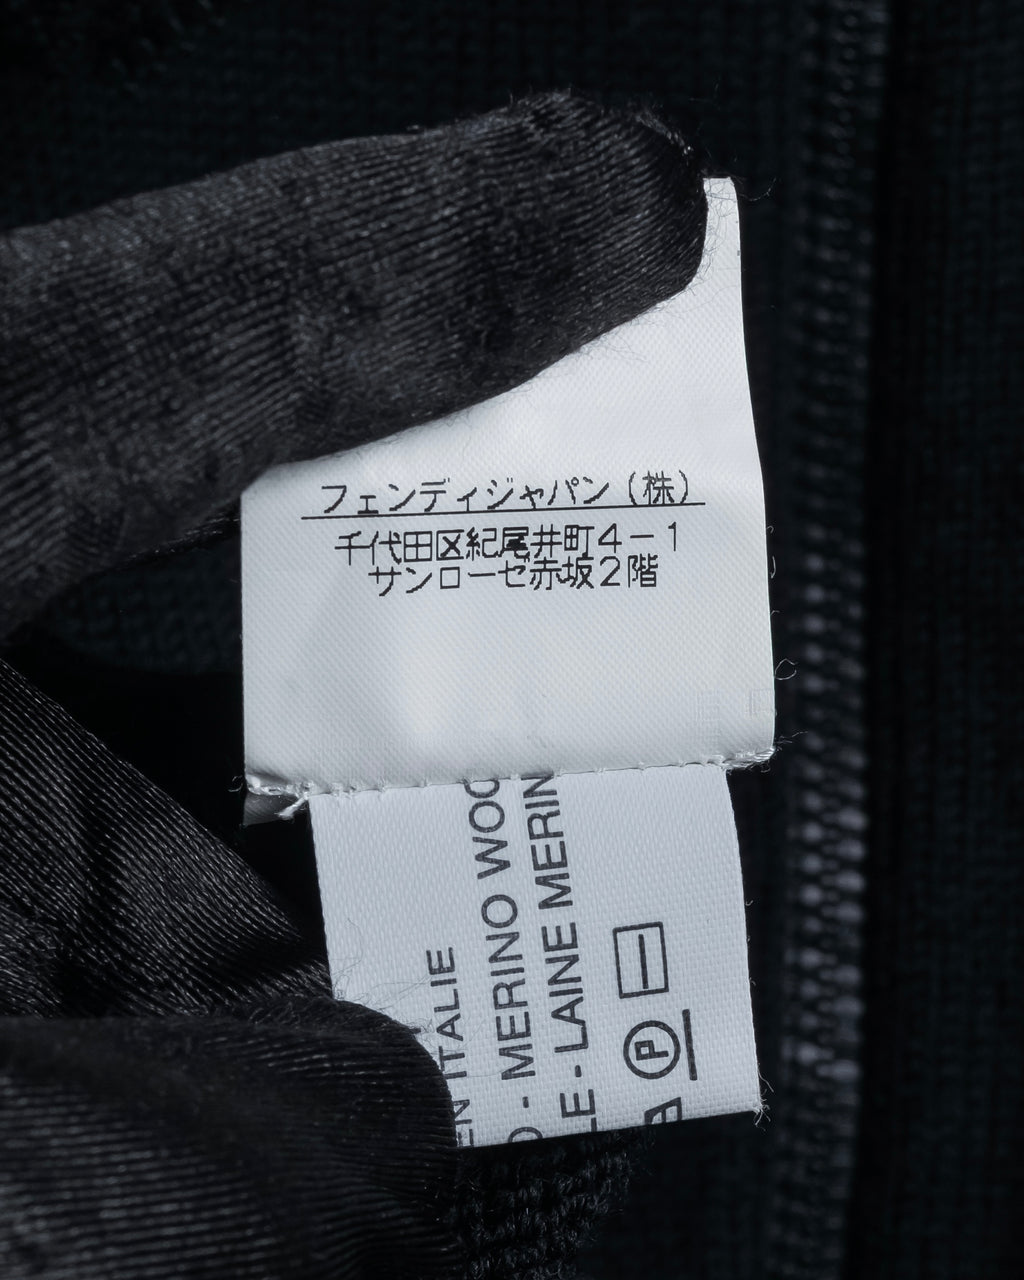 フェンディジャパン(株)
千代田区紀尾井町4-1
サンローゼ赤坂2階
EN ITALIE
- MERINO WOO
E - LAINE MERIN
P